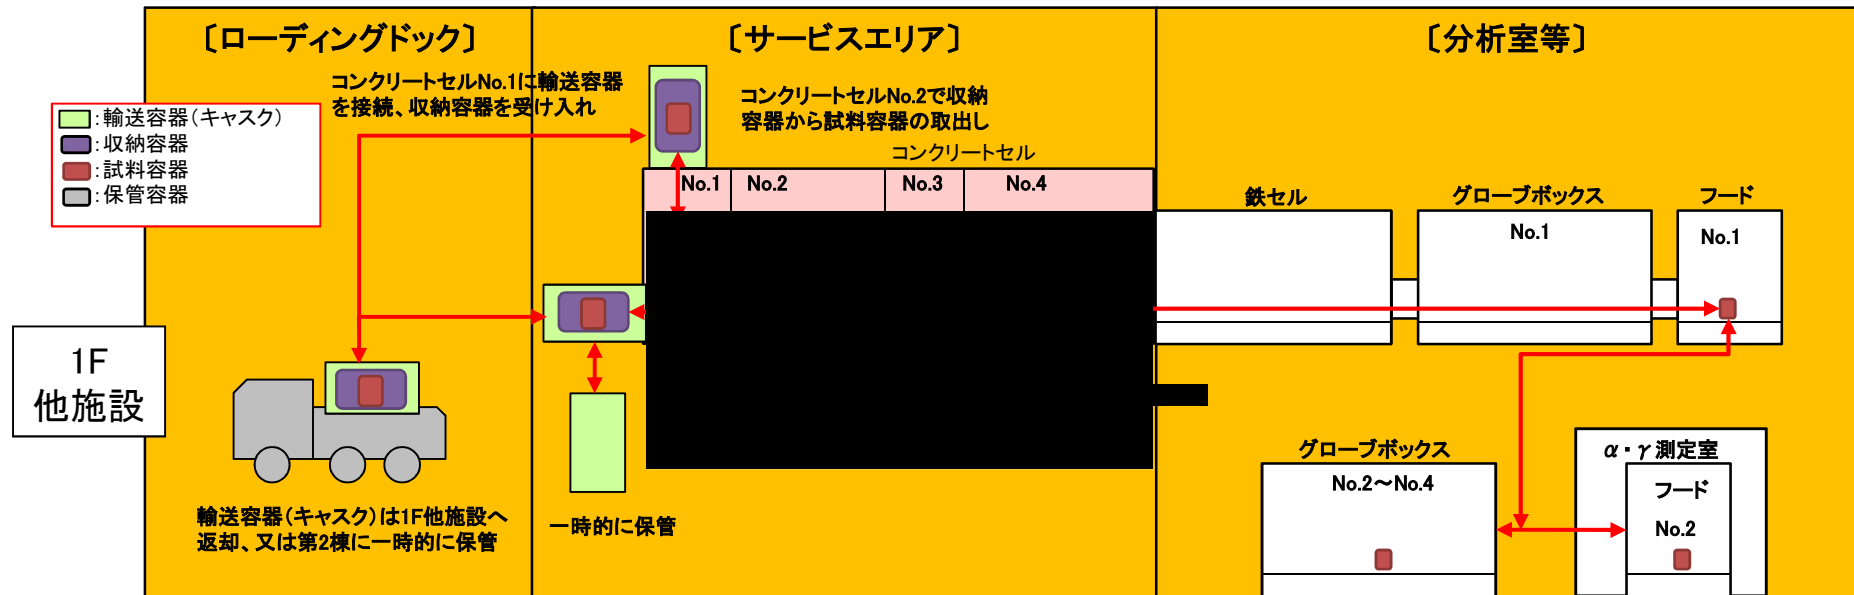 〔ローディングドック〕
〔サービスエリア〕
〔分析室等〕
コンクリートセルNo.1に輸送容器
を接続、収納容器を受け入れ
コンクリートセルNo.2で収納
容器から試料容器の取出し
:輸送容器(キャスク)
:収納容器
:試料容器
:保管容器
コンクリートセル
No.1
No.2
No.3
No.4
鉄セル
グローブボックス
No.1
フード
No.1
1F
他施設
輸送容器(キャスク)は1F他施設へ
返却、又は第2棟に一時的に保管
一時的に保管
グローブボックス
No.2～No.4
α・γ測定室
フード
No.2